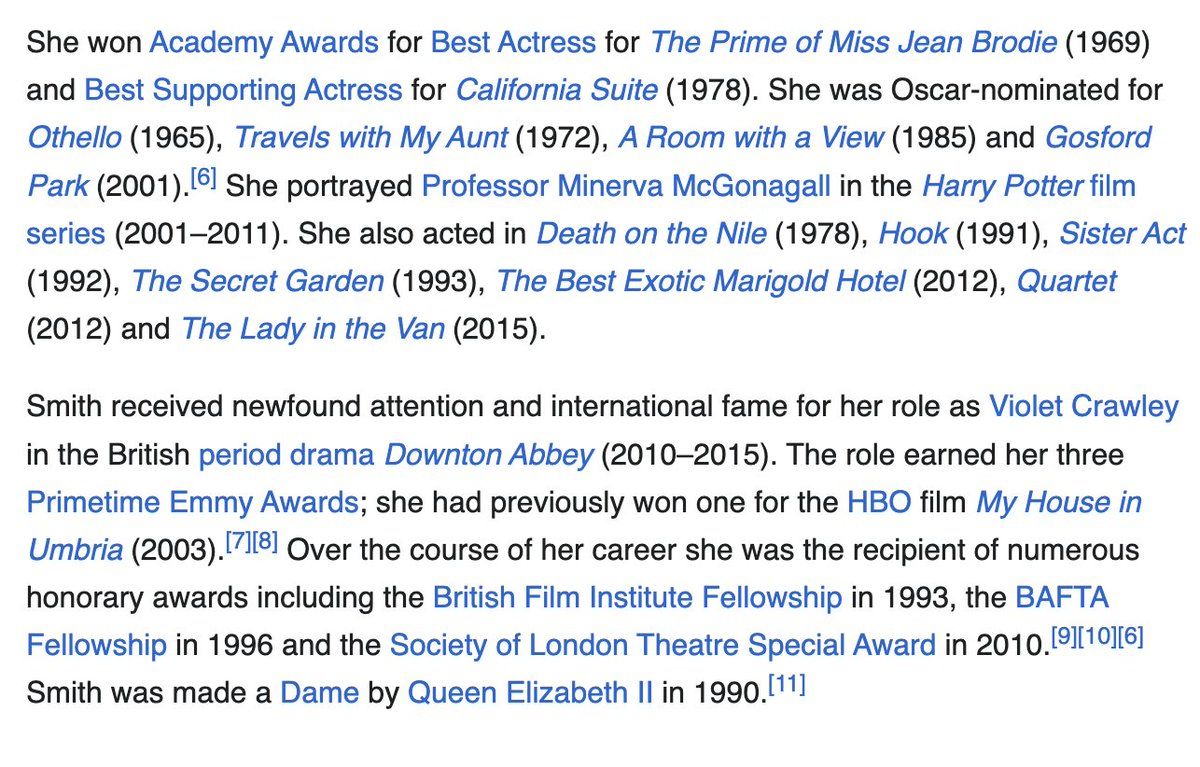 She won Academy Awards for Best Actress for The Prime of Miss Jean Brodie (1969)
and Best Supporting Actress for California Suite (1978). She was Oscar-nominated for
Othello (1965), Travels with My Aunt (1972), A Room with a View (1985) and Gosford
Park (2001).[6] She portrayed Professor Minerva McGonagall in the Harry Potter film
series (2001–2011). She also acted in Death on the Nile (1978), Hook (1991), Sister Act
(1992), The Secret Garden (1993), The Best Exotic Marigold Hotel (2012), Quartet
(2012) and The Lady in the Van (2015).
Smith received newfound attention and international fame for her role as Violet Crawley
in the British period drama Downton Abbey (2010–2015). The role earned her three
Primetime Emmy Awards; she had previously won one for the HBO film My House in
Umbria (2003).[7][8] Over the course of her career she was the recipient of numerous
honorary awards including the British Film Institute Fellowship in 1993, the BAFTA
Fellowship in 1996 and the Society of London Theatre Special Award in 2010.[9][10][6]
Smith was made a Dame by Queen Elizabeth II in 1990.[11]